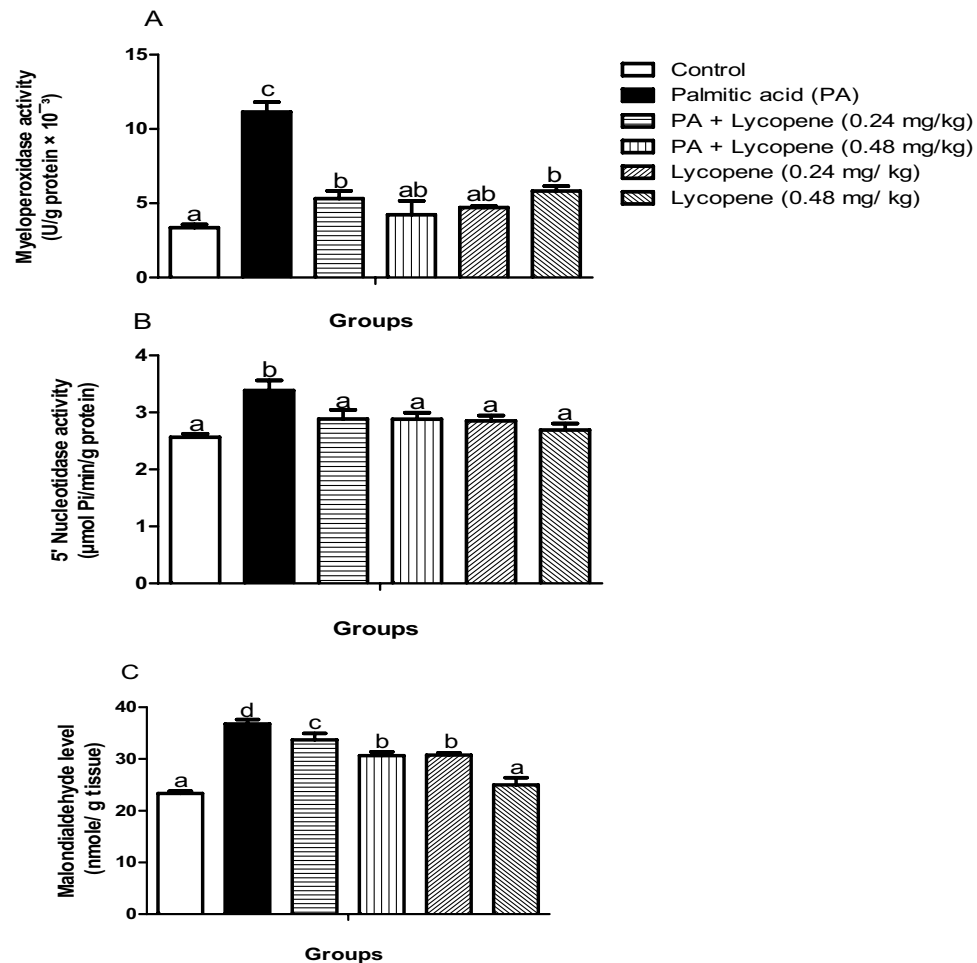 A
Myeloperoxidase activity
(U/g protein × 10⁻³)
15
10
5
0
a
c
b
ab
ab
b
Groups
Control
Palmitic acid (PA)
PA + Lycopene (0.24 mg/kg)
PA + Lycopene (0.48 mg/kg)
Lycopene (0.24 mg/ kg)
Lycopene (0.48 mg/ kg)
B
5' Nucleotidase activity
(µmol Pi/min/g protein)
4
3
2
1
0
a
b
a
a
a
a
Groups
C
Malondialdehyde level
(nmole/ g tissue)
40
30
20
10
0
a
d
c
b
b
a
Groups